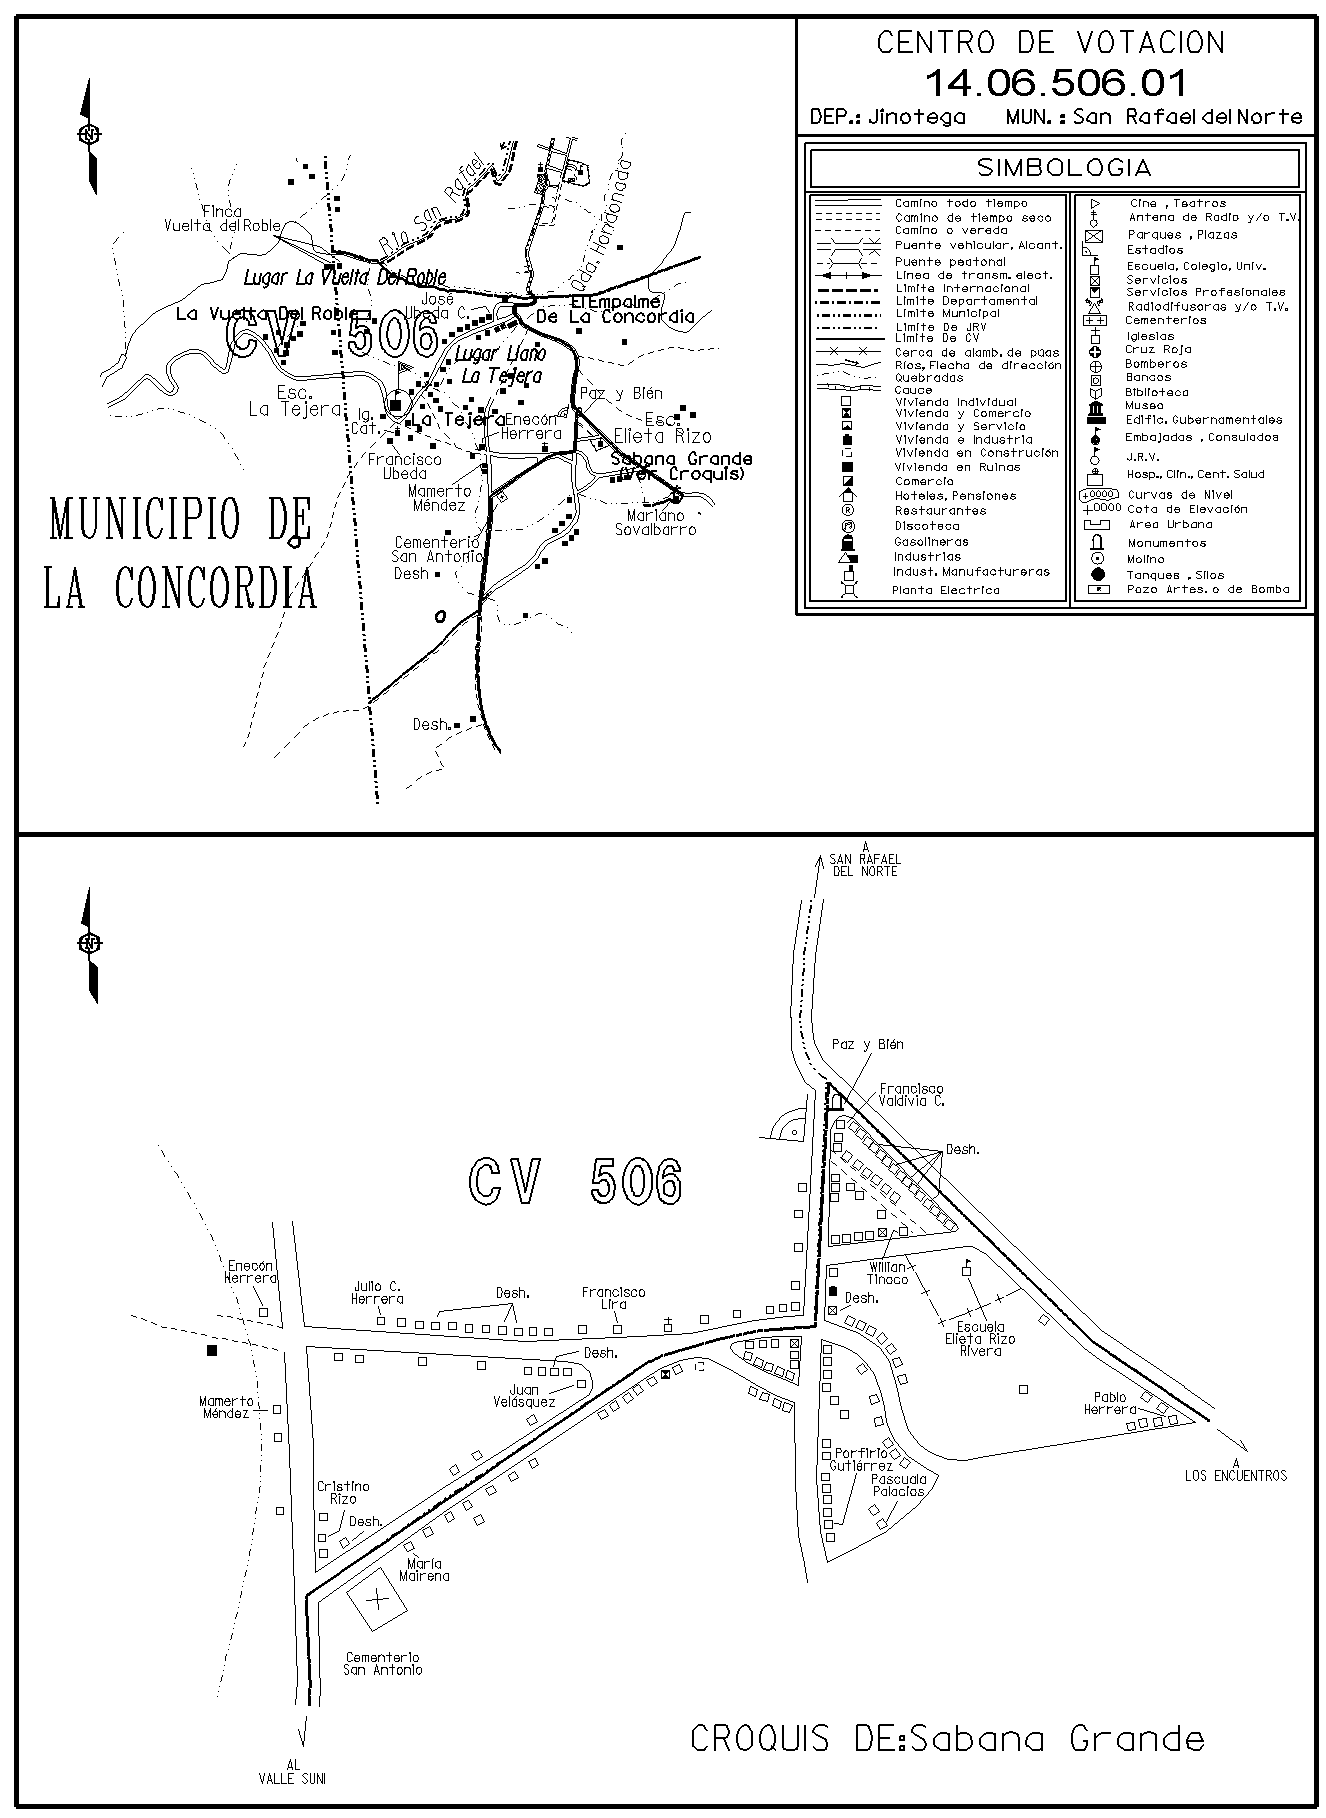 CENTRO DE VOTACION
14.06.506.01
DEP.: Jinotega MUN.: San Rafael del Norte
SIMBOLOGIA
Camino todo tiempo
Camino de tiempo seco
Camino o vereda
Puente vehicular, Alcant.
Puente peatonal
Línea de transm. elect.
Límite Internacional
Límite Departamental
Límite Municipal
Límite De JRV
Límite De CV
Cerca de alamb. de púas
Ríos, Flecha de dirección
Quebradas
Cauce
Vivienda Individual
Vivienda y Comercio
Vivienda y Servicio
Vivienda e Industria
Vivienda en Construción
Vivienda en Ruinas
Comercio
Hoteles, Pensiones
Restaurantes
Discoteca
Gasolineras
Industrias
Indust. Manufactureras
Planta Electrica
Cine , Teatros
Antena de Radio y/o T.V.
Parques , Plazas
Estadios
Escuela, Colegio, Univ.
Servicios
Servicios Profesionales
Radiodifusoras y/o T.V.
Cementerios
Iglesias
Cruz Roja
Bomberos
Bancos
Biblioteca
Museo
Edific. Gubernamentales
Embajadas , Consulados
J.R.V.
Hosp., Clin., Cent. Salud
Curvas de Nivel
Cota de Elevación
Area Urbana
Monumentos
Molino
Tanques , Silos
Pozo Artes. o de Bomba
N
Río San Rafael
Qda. Hondonada
Finca
Vuelta del Roble
Lugar La Vuelta Del Roble
La Vuelta Del Roble
José
Ubeda C.
El Empalme
De La Concordia
CV 506
Lugar Llano
La Tejera
Esc.
La Tejera
Ig.
Cat.
La Tejera
Enecón
Herrera
Paz y Bién
Esc.
Elieta Rizo
Francisco
Ubeda
Sabana Grande
(Ver Croquis)
Mamerto
Méndez
Mariano
Sovalbarro
MUNICIPIO DE
LA CONCORDIA
Cementerio
San Antonio
Desh.
Desh.
A
SAN RAFAEL
DEL NORTE
N
Paz y Bién
Francisco
Valdivia C.
Desh.
CV 506
Willian
Tinoco
Enecón
Herrera
Julio C.
Herrera
Desh.
Francisco
Lira
Desh.
Escuela
Elieta Rizo
Rivera
Desh.
Juan
Velásquez
Mamerto
Méndez
Pablo
Herrera
Porfirio
Gutiérrez
Pascuala
Palacios
A
LOS ENCUENTROS
Cristino
Rizo
Desh.
María
Mairena
Cementerio
San Antonio
CROQUIS DE:Sabana Grande
AL
VALLE SUNI